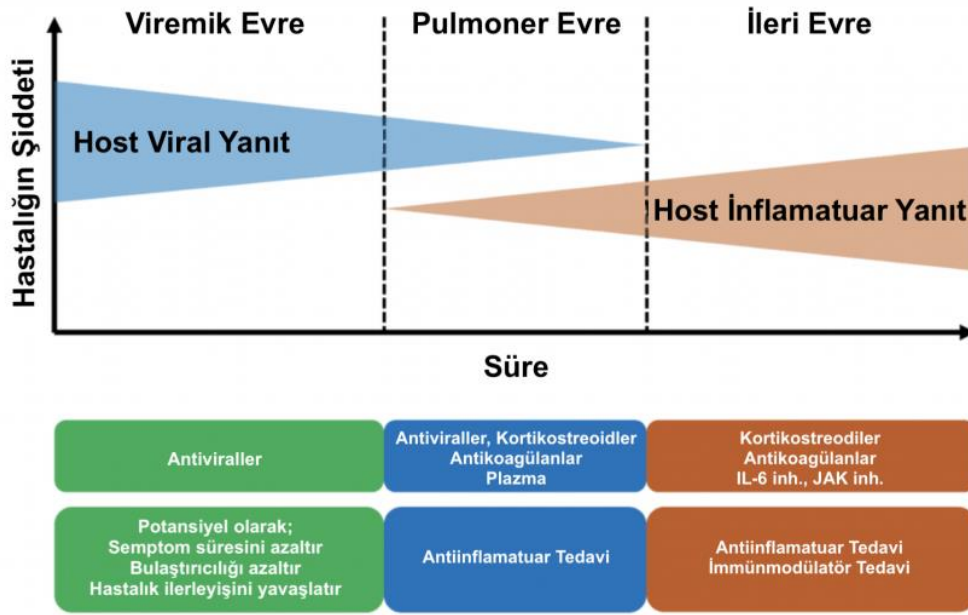 Viremik Evre
Pulmoner Evre
İleri Evre
Hastalığın Şiddeti
Host Viral Yanıt
Host İnflamatuar Yanıt
Süre
Antiviraller
Antiviraller, Kortikostreoidler
Antikoagülanlar
Plazma
Kortikostreodiler
Antikoagülanlar
IL-6 inh., JAK inh.
Potansiyel olarak;
Semptom süresini azaltır
Bulaştırıcılığı azaltır
Hastalık ilerleyişini yavaşlatır
Antiinflamatuar Tedavi
Antiinflamatuar Tedavi
İmmünmodülatör Tedavi